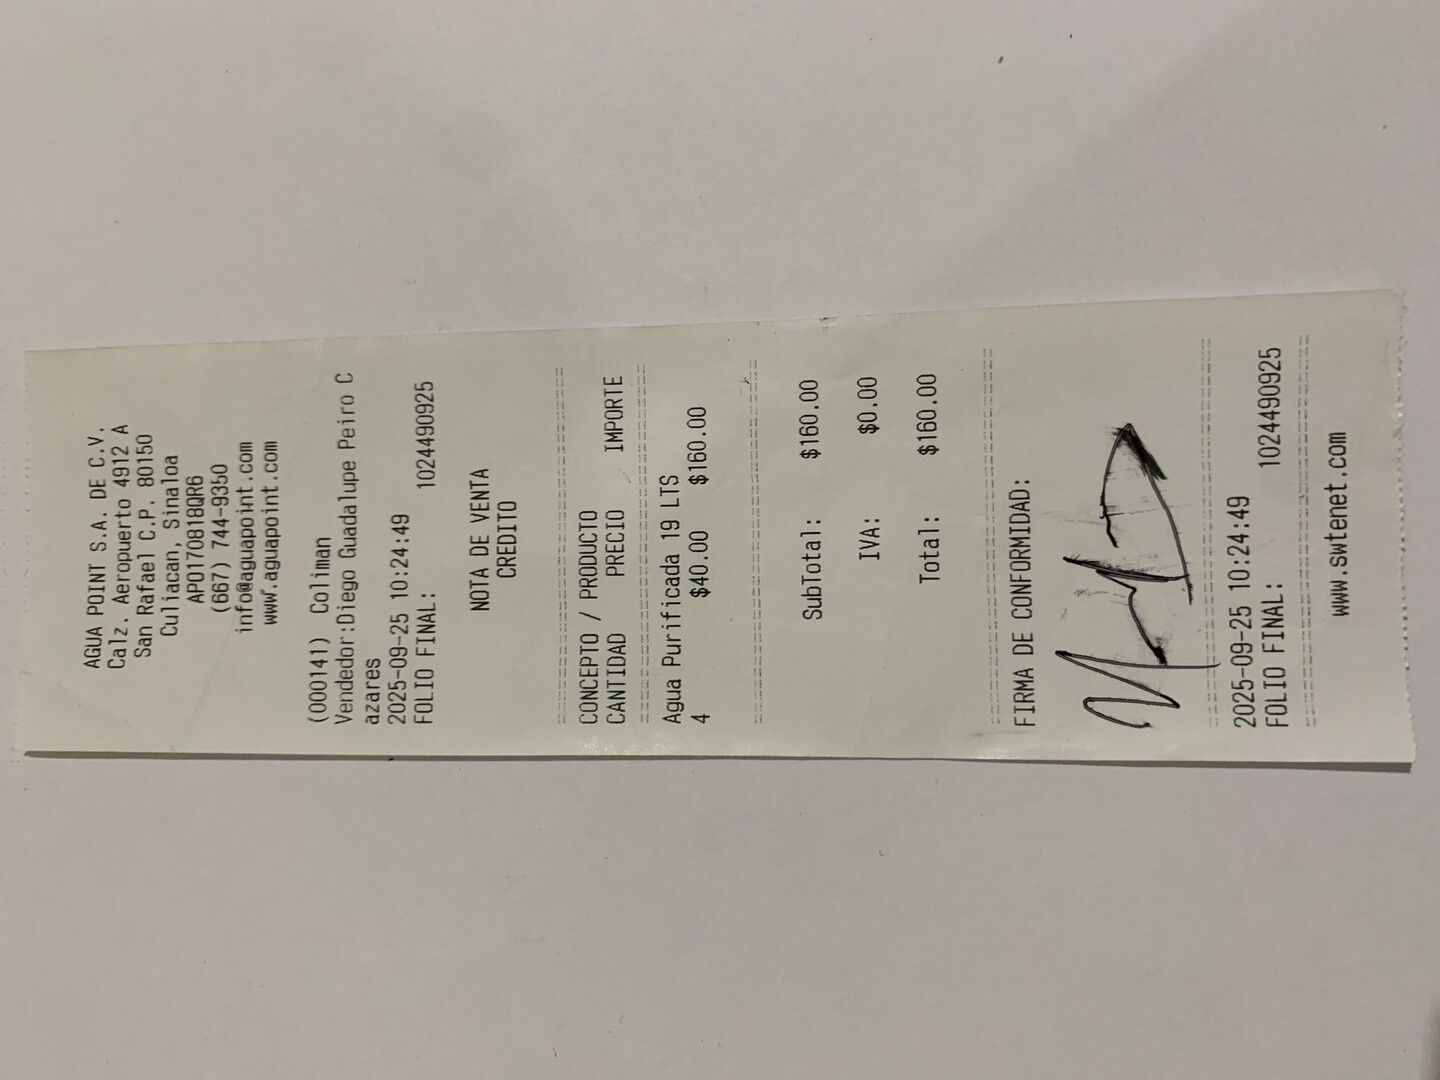 AGUA POINT S.A. DE C.V.
Calz. Aeropuerto 4912 A
San Rafael C.P. 80150
Culiacan, Sinaloa
APO170818QR6
(667) 744-9350
info@aguapoint.com
www.aguapoint.com
(000141) Coliman
Vendedor:Diego Guadalupe Peiro C
azares
2025-09-25 10:24:49
FOLIO FINAL: 1024490925
NOTA DE VENTA
CREDITO
CONCEPTO / PRODUCTO
CANTIDAD PRECIO IMPORTE
Agua Purificada 19 LTS
4 $40.00 $160.00
SubTotal: $160.00
IVA: $0.00
Total: $160.00
FIRMA DE CONFORMIDAD:
2025-09-25 10:24:49
FOLIO FINAL: 1024490925
www.swtenet.com